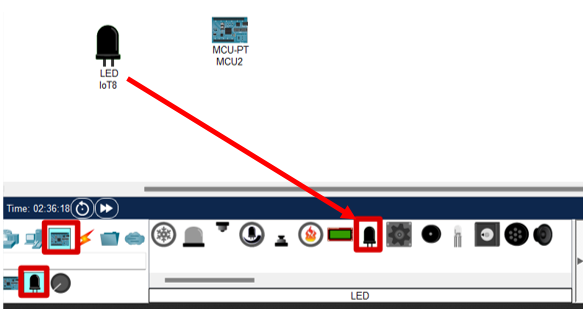 MCU-PT
MCU2
LED
IoT8
Time: 02:36:18
LED